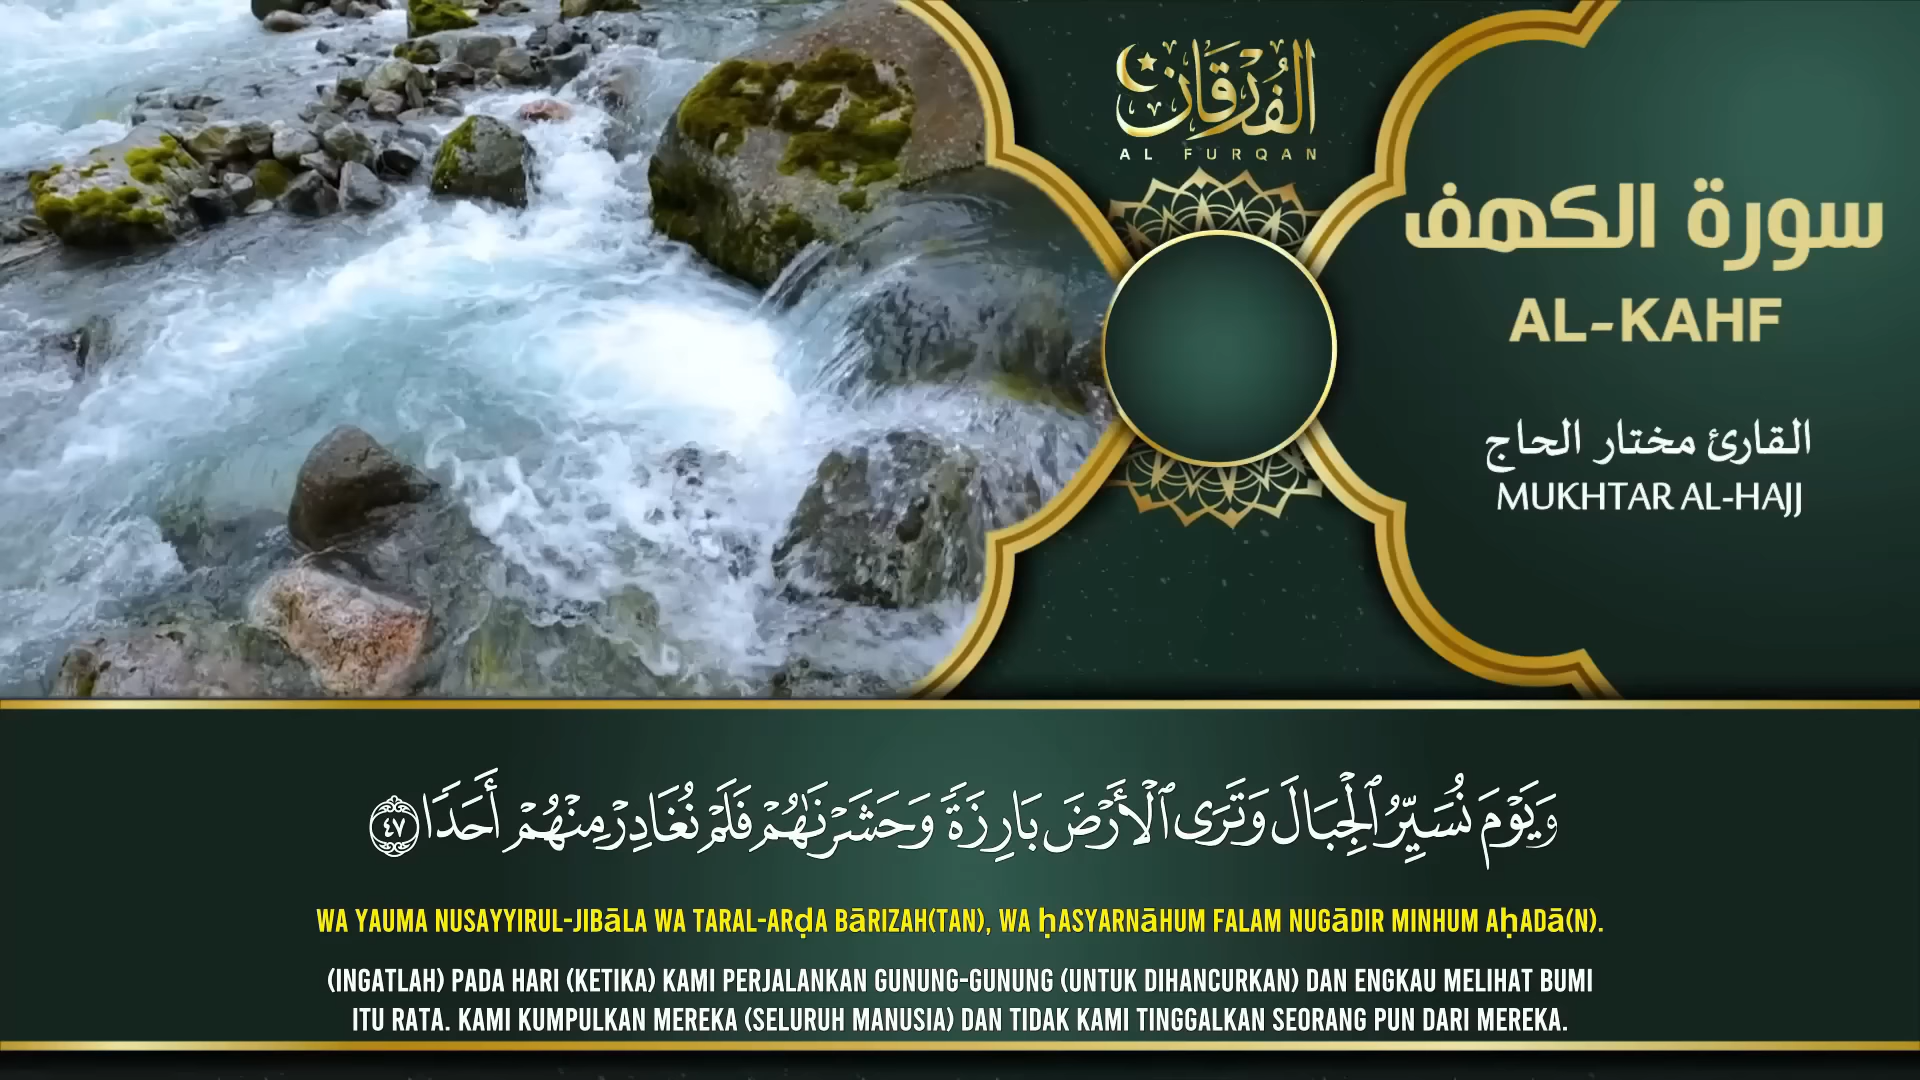 الفُرقان
AL FURQAN
سورة الكهف
AL-KAHF
القارئ مختار الحاج
MUKHTAR AL-HAJJ
وَيَوْمَ نُسَيِّرُ ٱلْجِبَالَ وَتَرَى ٱلْأَرْضَ بَارِزَةً وَحَشَرْنَٰهُمْ فَلَمْ نُغَادِرْ مِنْهُمْ أَحَدًا ٤٧
WA YAUMA NUSAYYIRUL-JIBāLA WA TARAL-ARḍA BāRIZAH(TAN), WA ḥASYARNāHUM FALAM NUGāDIR MINHUM AḥADā(N).
(INGATLAH) PADA HARI (KETIKA) KAMI PERJALANKAN GUNUNG-GUNUNG (UNTUK DIHANCURKAN) DAN ENGKAU MELIHAT BUMI
ITU RATA. KAMI KUMPULKAN MEREKA (SELURUH MANUSIA) DAN TIDAK KAMI TINGGALKAN SEORANG PUN DARI MEREKA.